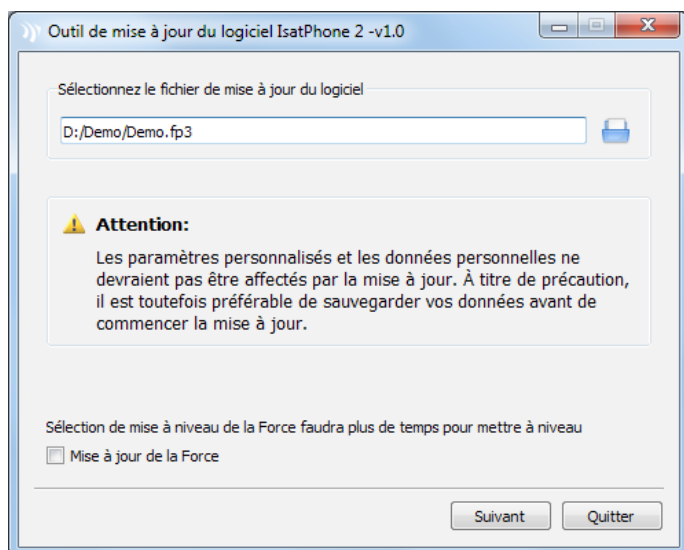 Outil de mise à jour du logiciel IsatPhone 2 -v1.0
Sélectionnez le fichier de mise à jour du logiciel
D:/Demo/Demo.fp3
Attention:
Les paramètres personnalisés et les données personnelles ne
devraient pas être affectés par la mise à jour. À titre de précaution,
il est toutefois préférable de sauvegarder vos données avant de
commencer la mise à jour.
Sélection de mise à niveau de la Force faudra plus de temps pour mettre à niveau
Mise à jour de la Force
Suivant Quitter